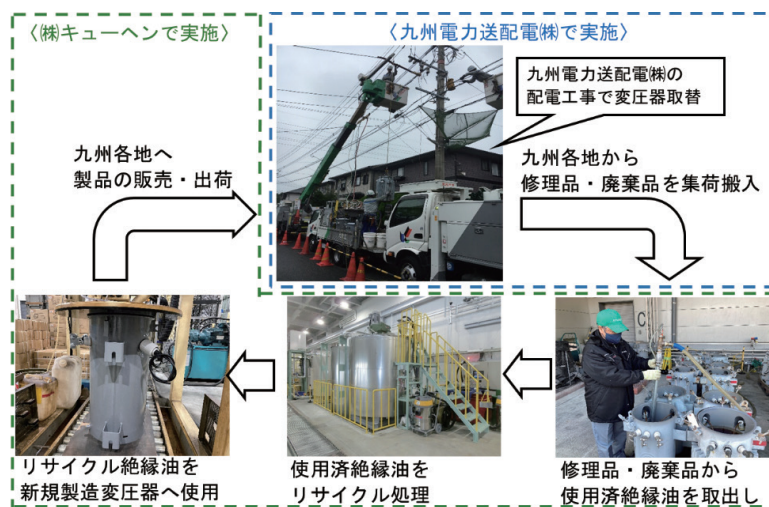 〈㈱キューヘンで実施〉
〈九州電力送配電㈱で実施〉
九州電力送配電㈱の
配電工事で変圧器取替
九州各地へ
製品の販売・出荷
九州各地から
修理品・廃棄品を集荷搬入
リサイクル絶縁油を
新規製造変圧器へ使用
使用済絶縁油を
リサイクル処理
修理品・廃棄品から
使用済絶縁油を取出し